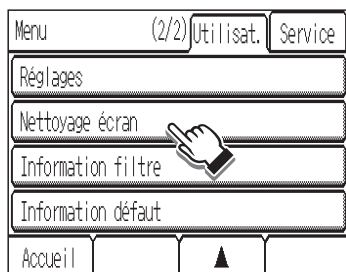 Menu (2/2) Utilisat. Service
Réglages
Nettoyage écran
Information filtre
Information défaut
Accueil